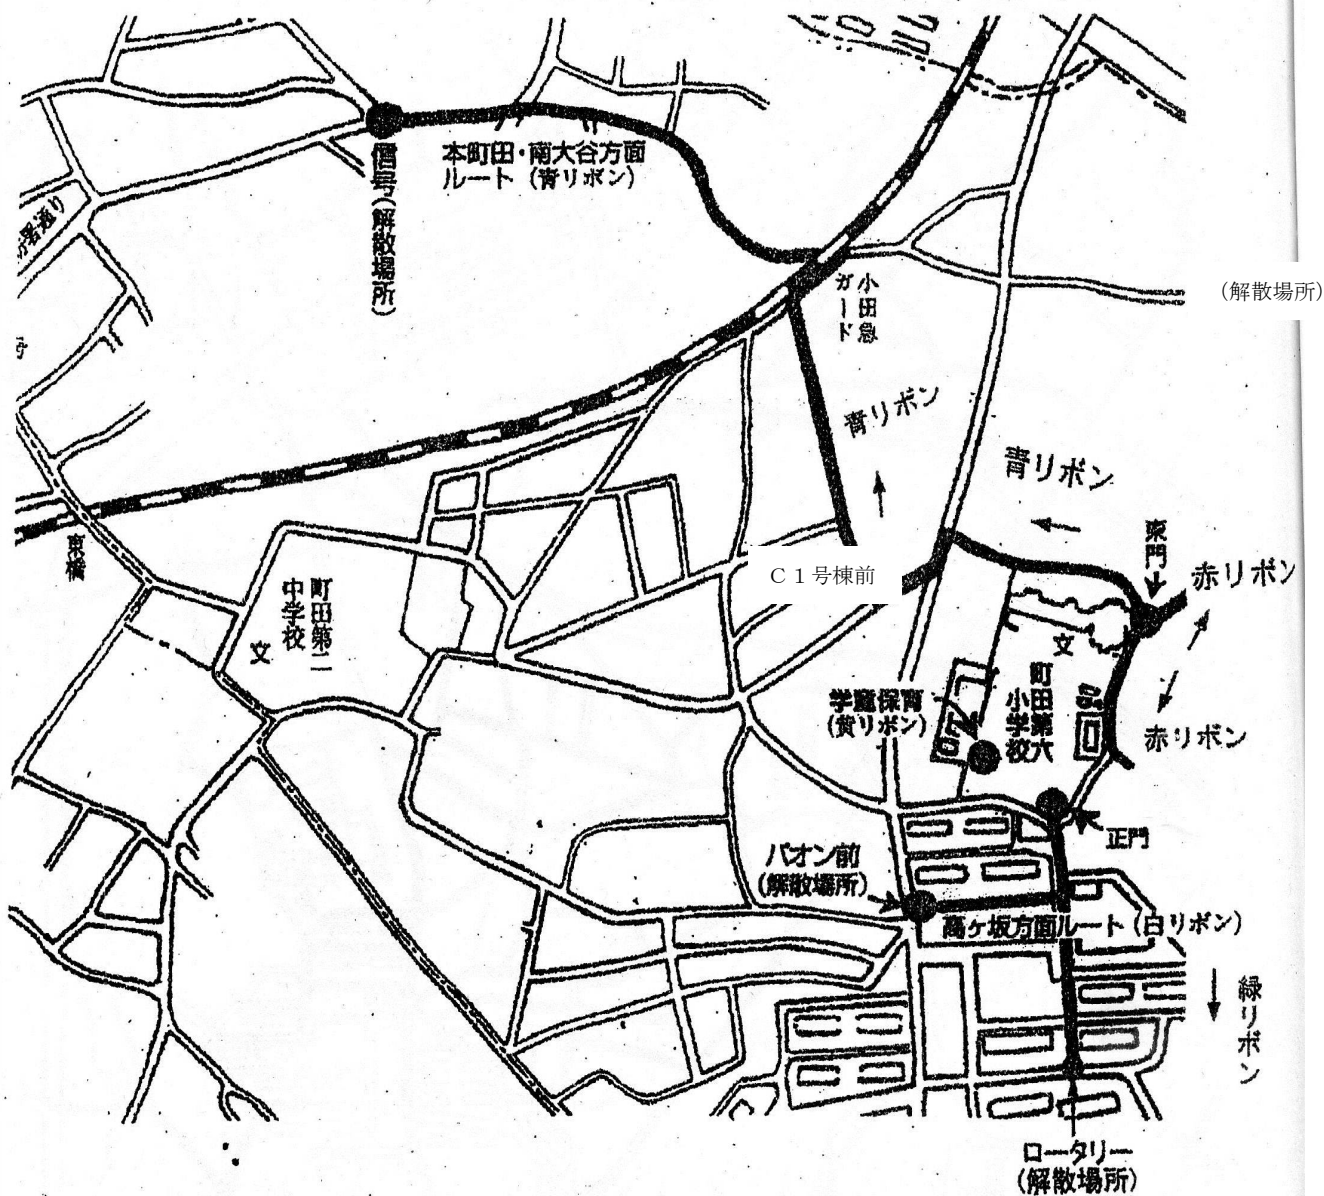 信号(解散場所)
本町田・南大谷方面
ルート(青リボン)
小田急
ガード
(解散場所)
青リボン
青リボン
東門
赤リボン
C1号棟前
東橋
町田第二
中学校
文
文
町田第六
小学校
学童保育
(黄リボン)
赤リボン
正門
パオン前
(解散場所)
高ヶ坂方面ルート(白リボン)
緑リボン
ロータリー
(解散場所)